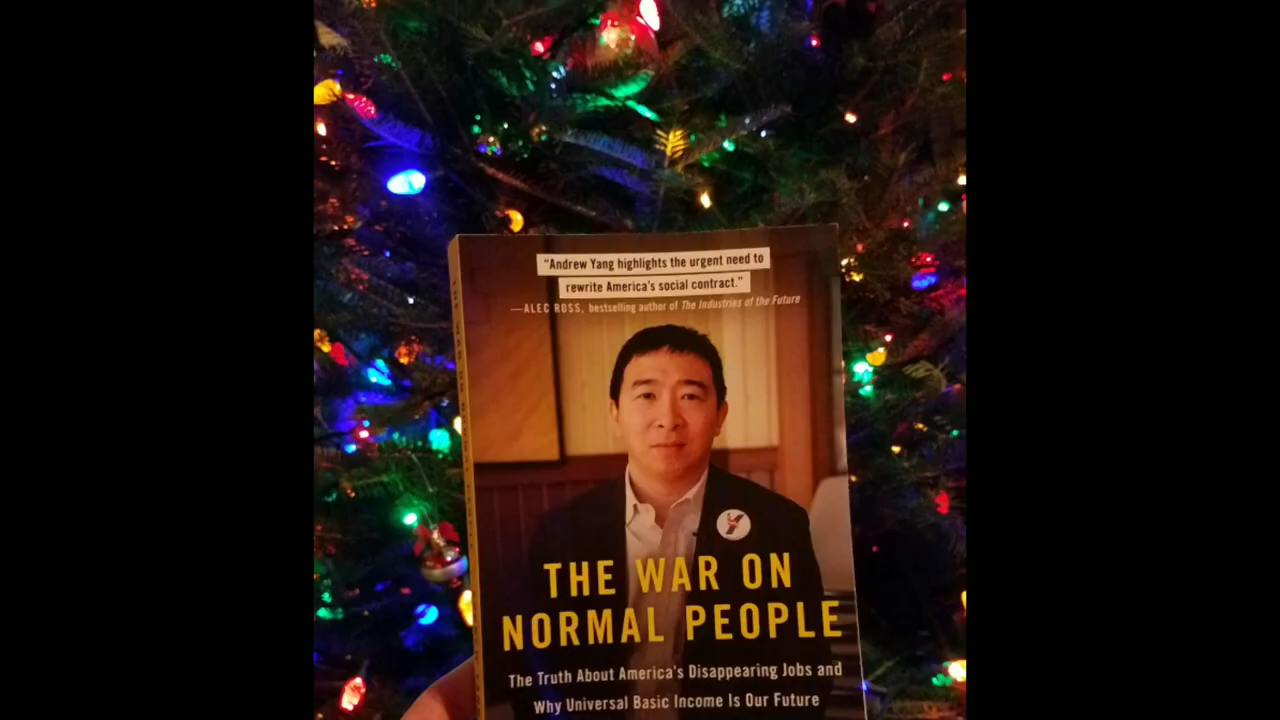 "Andrew Yang highlights the urgent need to
rewrite America's social contract."
—ALEC ROSS, bestselling author of The Industries of the Future
THE WAR ON
NORMAL PEOPLE
The Truth About America's Disappearing Jobs and
Why Universal Basic Income Is Our Future